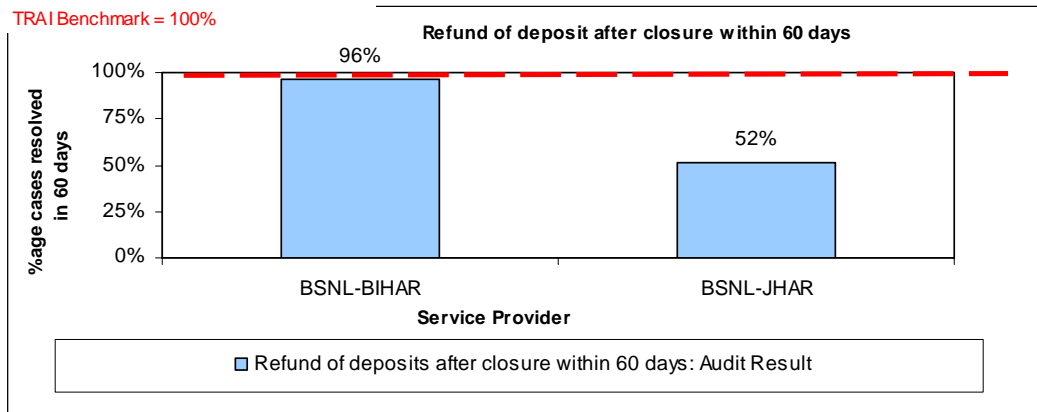 TRAI Benchmark = 100%
Refund of deposit after closure within 60 days
%age cases resolved
in 60 days
100%
75%
50%
25%
0%
96%
52%
BSNL-BIHAR
BSNL-JHAR
Service Provider
Refund of deposits after closure within 60 days: Audit Result